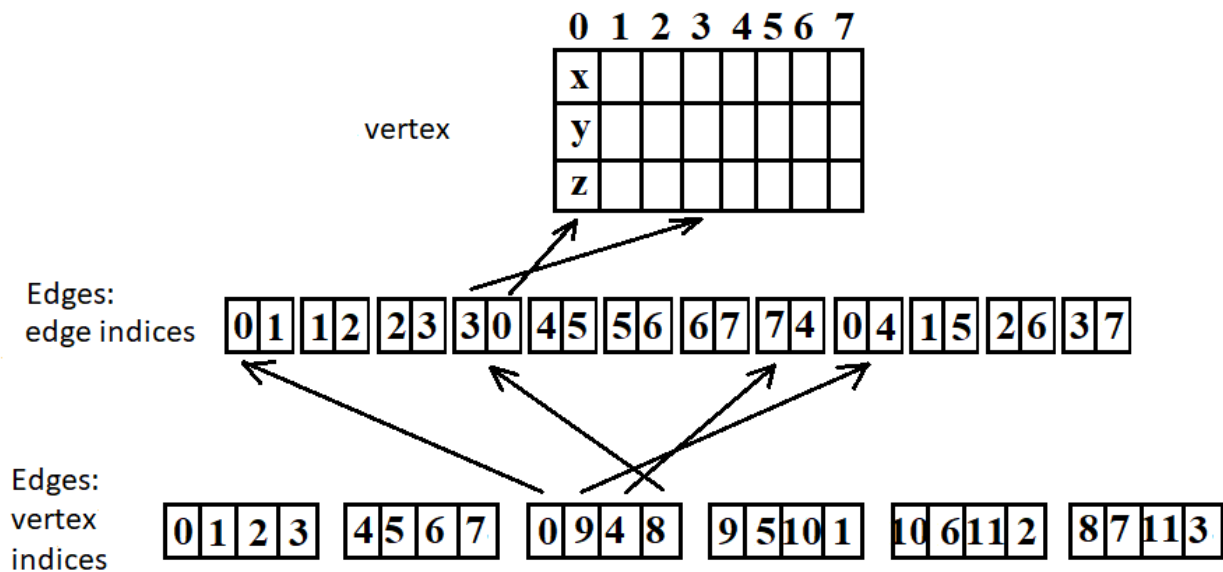 0 1 2 3 4 5 6 7
x
vertex y
z
Edges:
edge indices 0 1 1 2 2 3 3 0 4 5 5 6 6 7 7 4 0 4 1 5 2 6 3 7
Edges:
vertex
indices 0 1 2 3 4 5 6 7 0 9 4 8 9 5 10 1 10 6 11 2 8 7 11 3